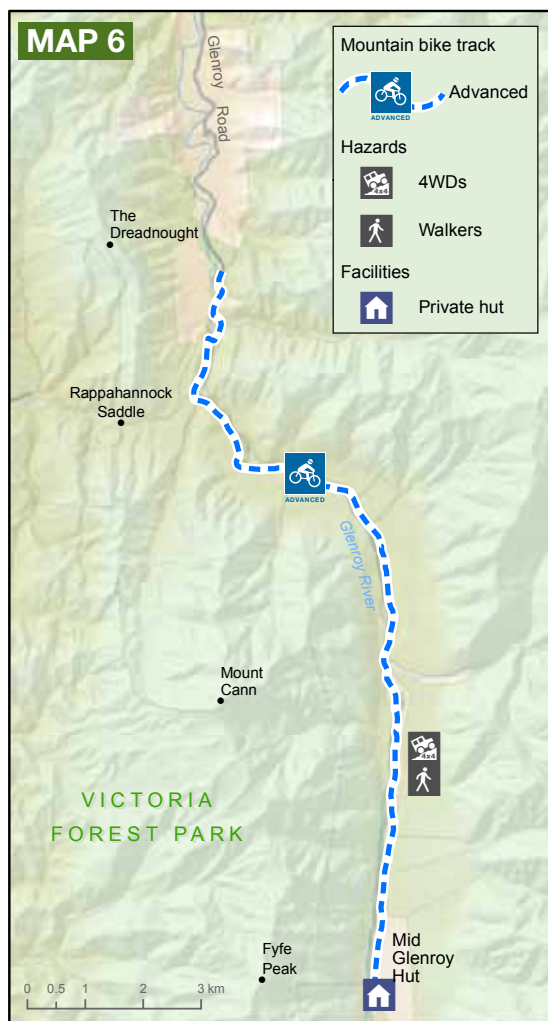 MAP 6
Glenroy
Road
Mountain bike track
Advanced
ADVANCED
Hazards
4x4
4WDs
Walkers
Facilities
Private hut
The
Dreadnought
Rappahannock
Saddle
ADVANCED
Glenroy River
Mount
Cann
4x4
VICTORIA
FOREST PARK
Mid
Glenroy
Hut
Fyfe
Peak
0 0.5 1 2 3 km